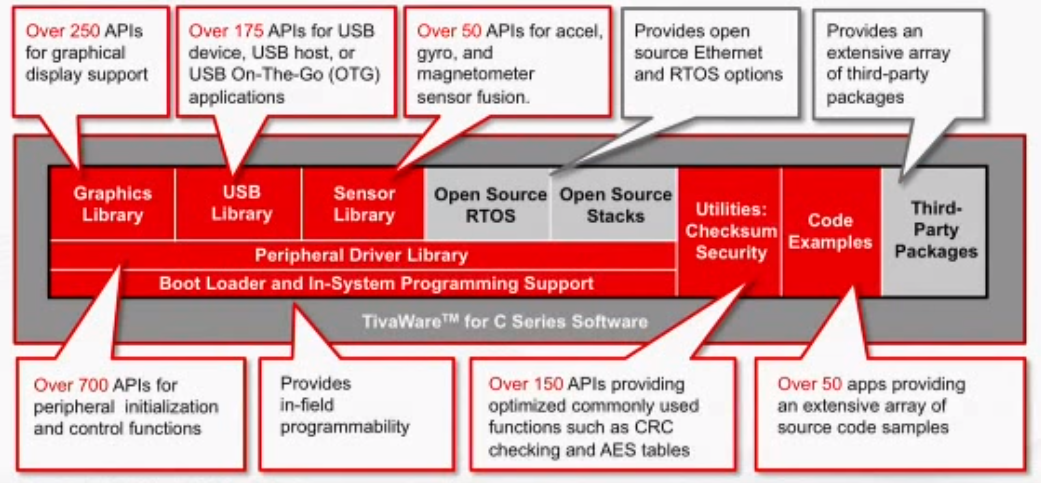 Over 250 APIs
for graphical
display support
Over 175 APIs for USB
device, USB host, or
USB On-The-Go (OTG)
applications
Over 50 APIs for accel,
gyro, and
magnetometer
sensor fusion.
Provides open
source Ethernet
and RTOS options
Provides an
extensive array
of third-party
packages
Graphics
Library
USB
Library
Sensor
Library
Open Source
RTOS
Open Source
Stacks
Utilities:
Checksum
Security
Code
Examples
Third-
Party
Packages
Peripheral Driver Library
Boot Loader and In-System Programming Support
TivaWare™ for C Series Software
Over 700 APIs for
peripheral initialization
and control functions
Provides
in-field
programmability
Over 150 APIs providing
optimized commonly used
functions such as CRC
checking and AES tables
Over 50 apps providing
an extensive array of
source code samples